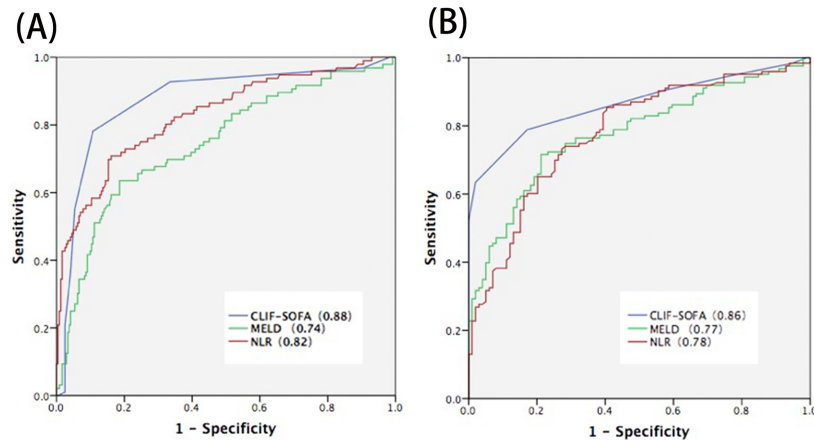 (A)
1.0
0.8
0.6
0.4
0.2
0.0
Sensitivity
CLIF-SOFA (0.88)
MELD (0.74)
NLR (0.82)
0.0 0.2 0.4 0.6 0.8 1.0
1 - Specificity
(B)
1.0
0.8
0.6
0.4
0.2
0.0
Sensitivity
CLIF-SOFA (0.86)
MELD (0.77)
NLR (0.78)
0.0 0.2 0.4 0.6 0.8 1.0
1 - Specificity